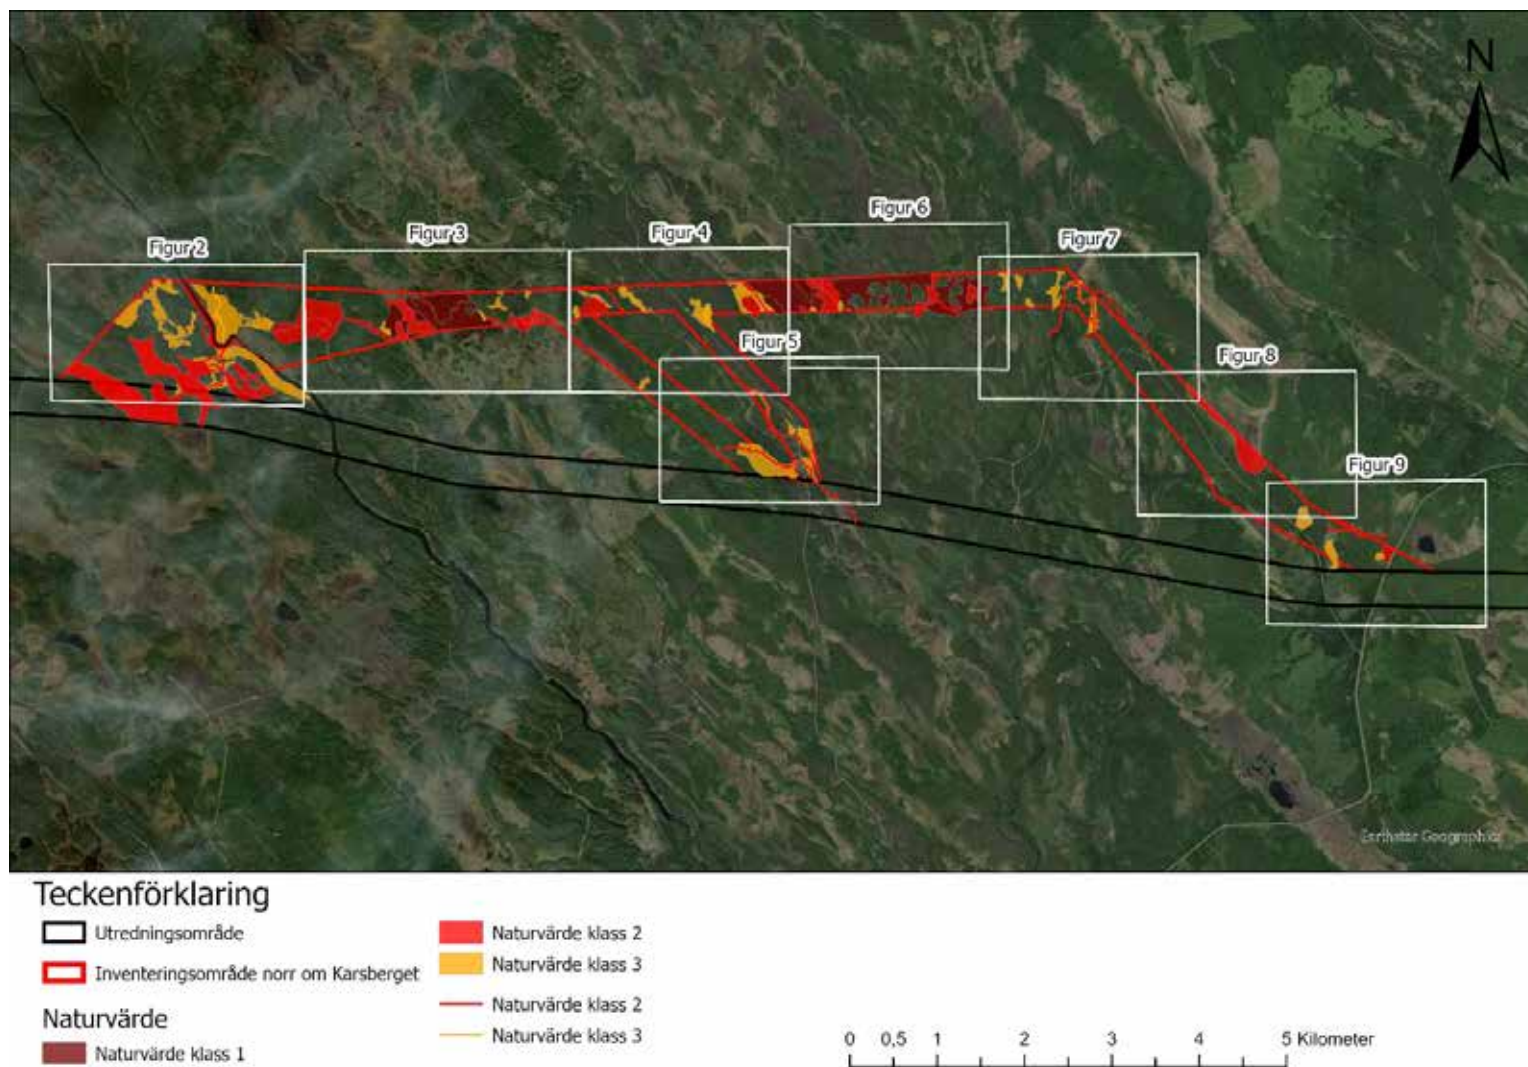 N
Figur 6
Figur 2
Figur 3
Figur 4
Figur 7
Figur 5
Figur 8
Figur 9
Earthstar Geographics
Teckenförklaring
Utredningsområde
Inventeringsområde norr om Karsberget
Naturvärde
Naturvärde klass 1
Naturvärde klass 2
Naturvärde klass 3
Naturvärde klass 2
Naturvärde klass 3
0 0,5 1 2 3 4 5 Kilometer